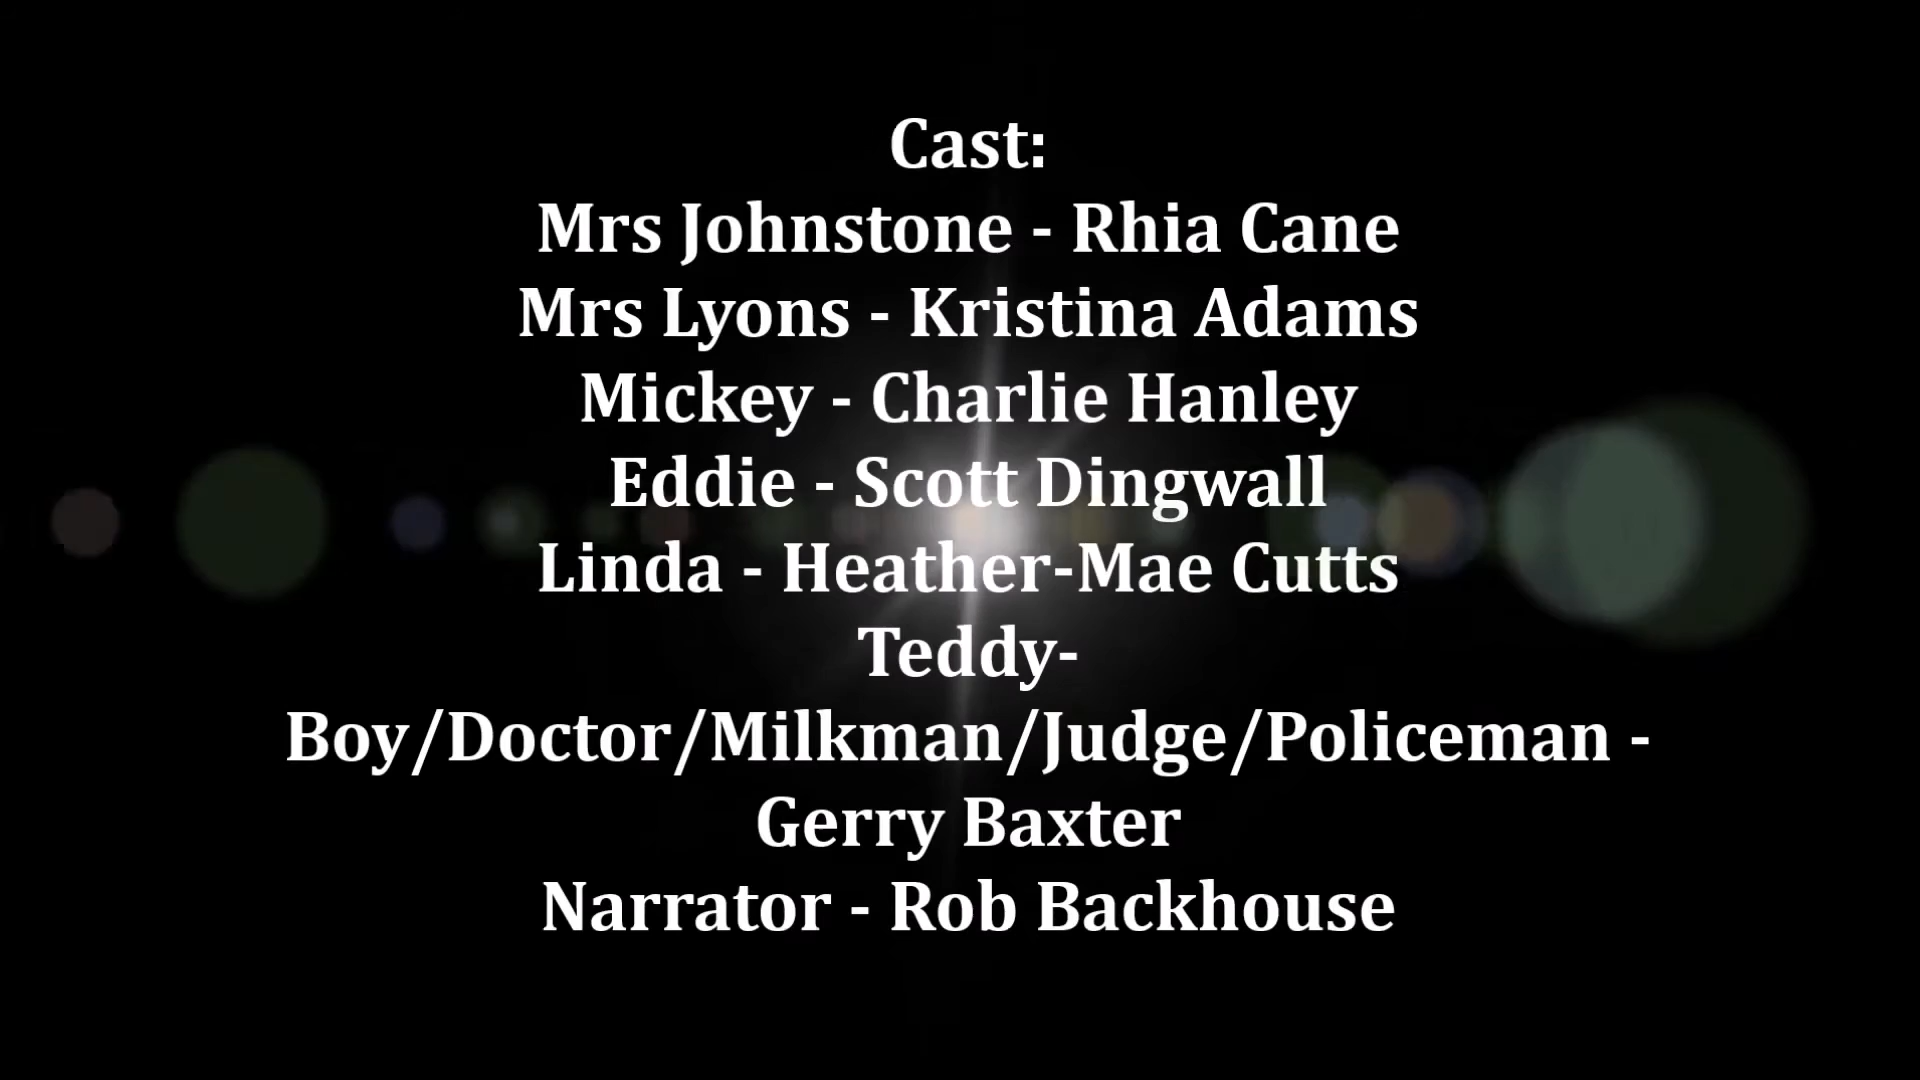 Cast:
Mrs Johnstone - Rhia Cane
Mrs Lyons - Kristina Adams
Mickey - Charlie Hanley
Eddie - Scott Dingwall
Linda - Heather-Mae Cutts
Teddy-
Boy/Doctor/Milkman/Judge/Policeman -
Gerry Baxter
Narrator - Rob Backhouse